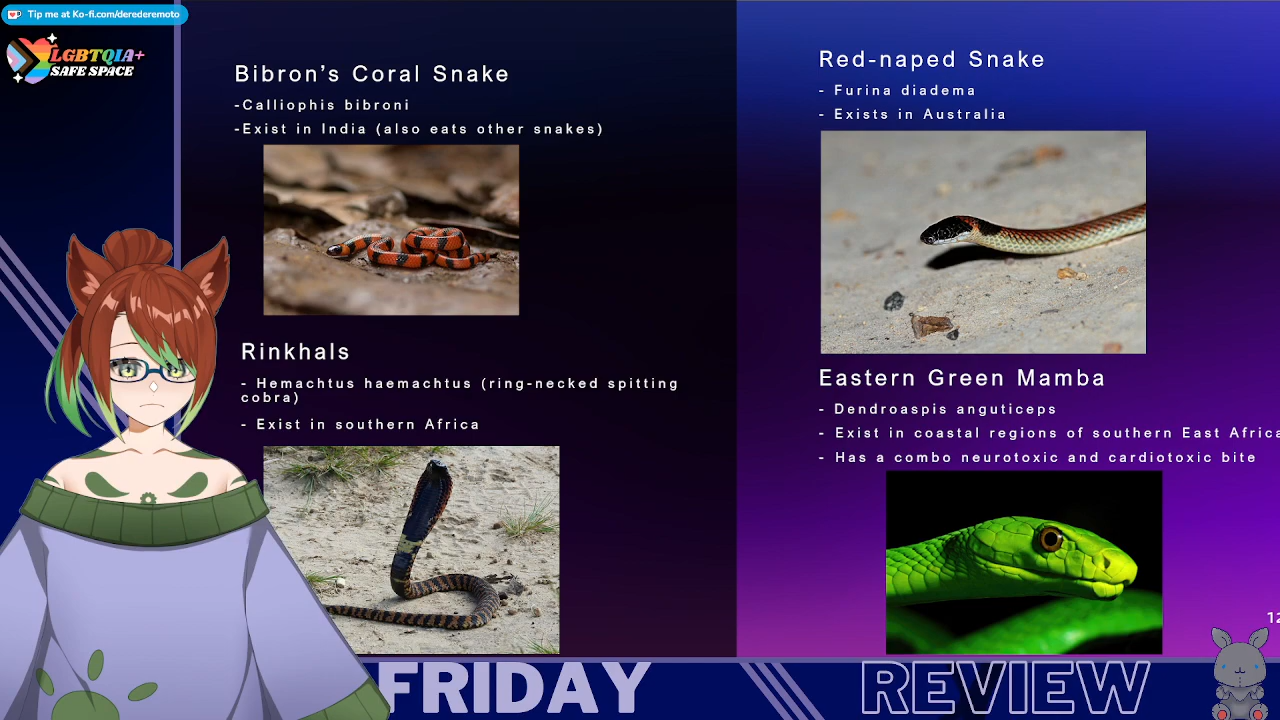 Tip me at Ko-fi.com/derederemoto
LGBTQIA+
SAFE SPACE
Bibron's Coral Snake
-Calliophis bibroni
-Exist in India (also eats other snakes)
Rinkhals
- Hemachtus haemachtus (ring-necked spitting
cobra)
- Exist in southern Africa
Red-naped Snake
- Furina diadema
- Exists in Australia
Eastern Green Mamba
- Dendroaspis anguticeps
- Exist in coastal regions of southern East Africa
- Has a combo neurotoxic and cardiotoxic bite
12
FRIDAY
REVIEW